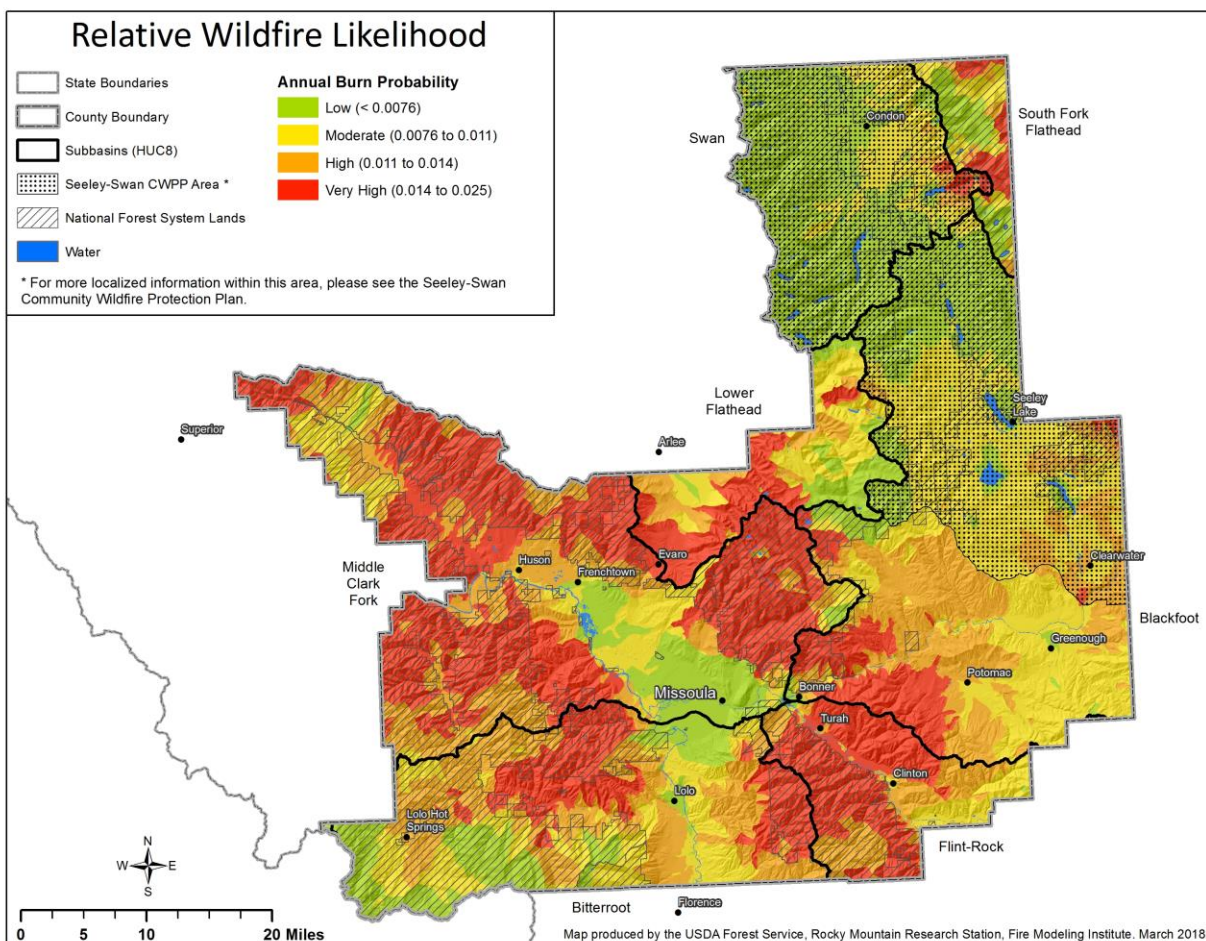 Relative Wildfire Likelihood
State Boundaries
County Boundary
Subbasins (HUC8)
Seeley-Swan CWPP Area *
National Forest System Lands
Water
Annual Burn Probability
Low (< 0.0076)
Moderate (0.0076 to 0.011)
High (0.011 to 0.014)
Very High (0.014 to 0.025)
* For more localized information within this area, please see the Seeley-Swan
Community Wildfire Protection Plan.
Swan
Condon
South Fork
Flathead
Lower
Flathead
Seeley
Lake
Superior
Arlee
Middle
Clark
Fork
Huson
Frenchtown
Evaro
Clearwater
Blackfoot
Greenough
Potomac
Missoula
Bonner
Turah
Clinton
Lolo
Lolo Hot
Springs
Flint-Rock
Bitterroot
Florence
N
W E
S
0 5 10 20 Miles
Map produced by the USDA Forest Service, Rocky Mountain Research Station, Fire Modeling Institute. March 2018